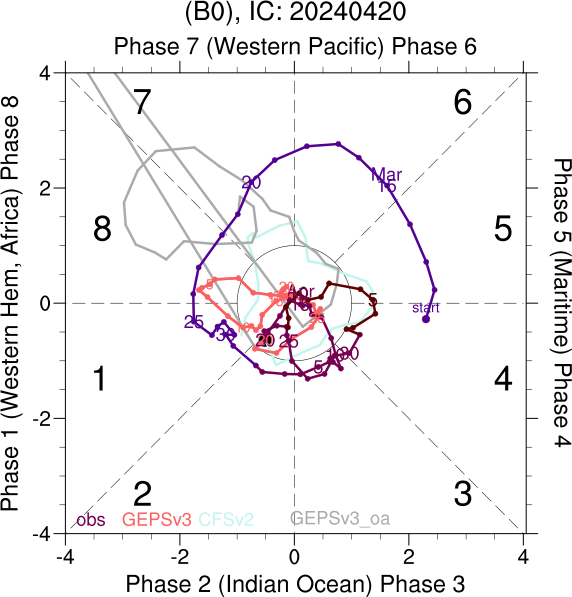 (B0), IC: 20240420
Phase 7 (Western Pacific) Phase 6
Phase 1 (Western Hem, Africa) Phase 8
Phase 5 (Maritime) Phase 4
4
2
0
-2
-4
7
6
8
5
1
4
2
3
20
Mar
15
start
25
5
Apr
5
20
25
5
obs GEPSv3 CFSv2 GEPSv3_oa
-4 -2 0 2 4
Phase 2 (Indian Ocean) Phase 3